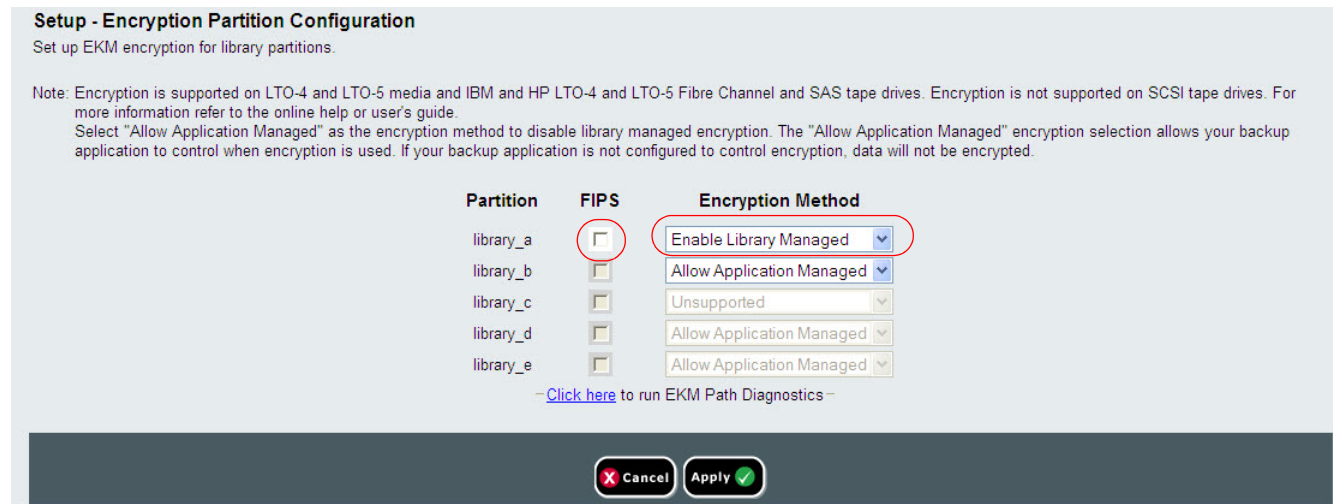 Setup - Encryption Partition Configuration
Set up EKM encryption for library partitions.
Note: Encryption is supported on LTO-4 and LTO-5 media and IBM and HP LTO-4 and LTO-5 Fibre Channel and SAS tape drives. Encryption is not supported on SCSI tape drives. For
more information refer to the online help or user's guide.
Select "Allow Application Managed" as the encryption method to disable library managed encryption. The "Allow Application Managed" encryption selection allows your backup
application to control when encryption is used. If your backup application is not configured to control encryption, data will not be encrypted.
Partition FIPS Encryption Method
library_a Enable Library Managed
library_b Allow Application Managed
library_c Unsupported
library_d Allow Application Managed
library_e Allow Application Managed
–Click here to run EKM Path Diagnostics–
X Cancel Apply